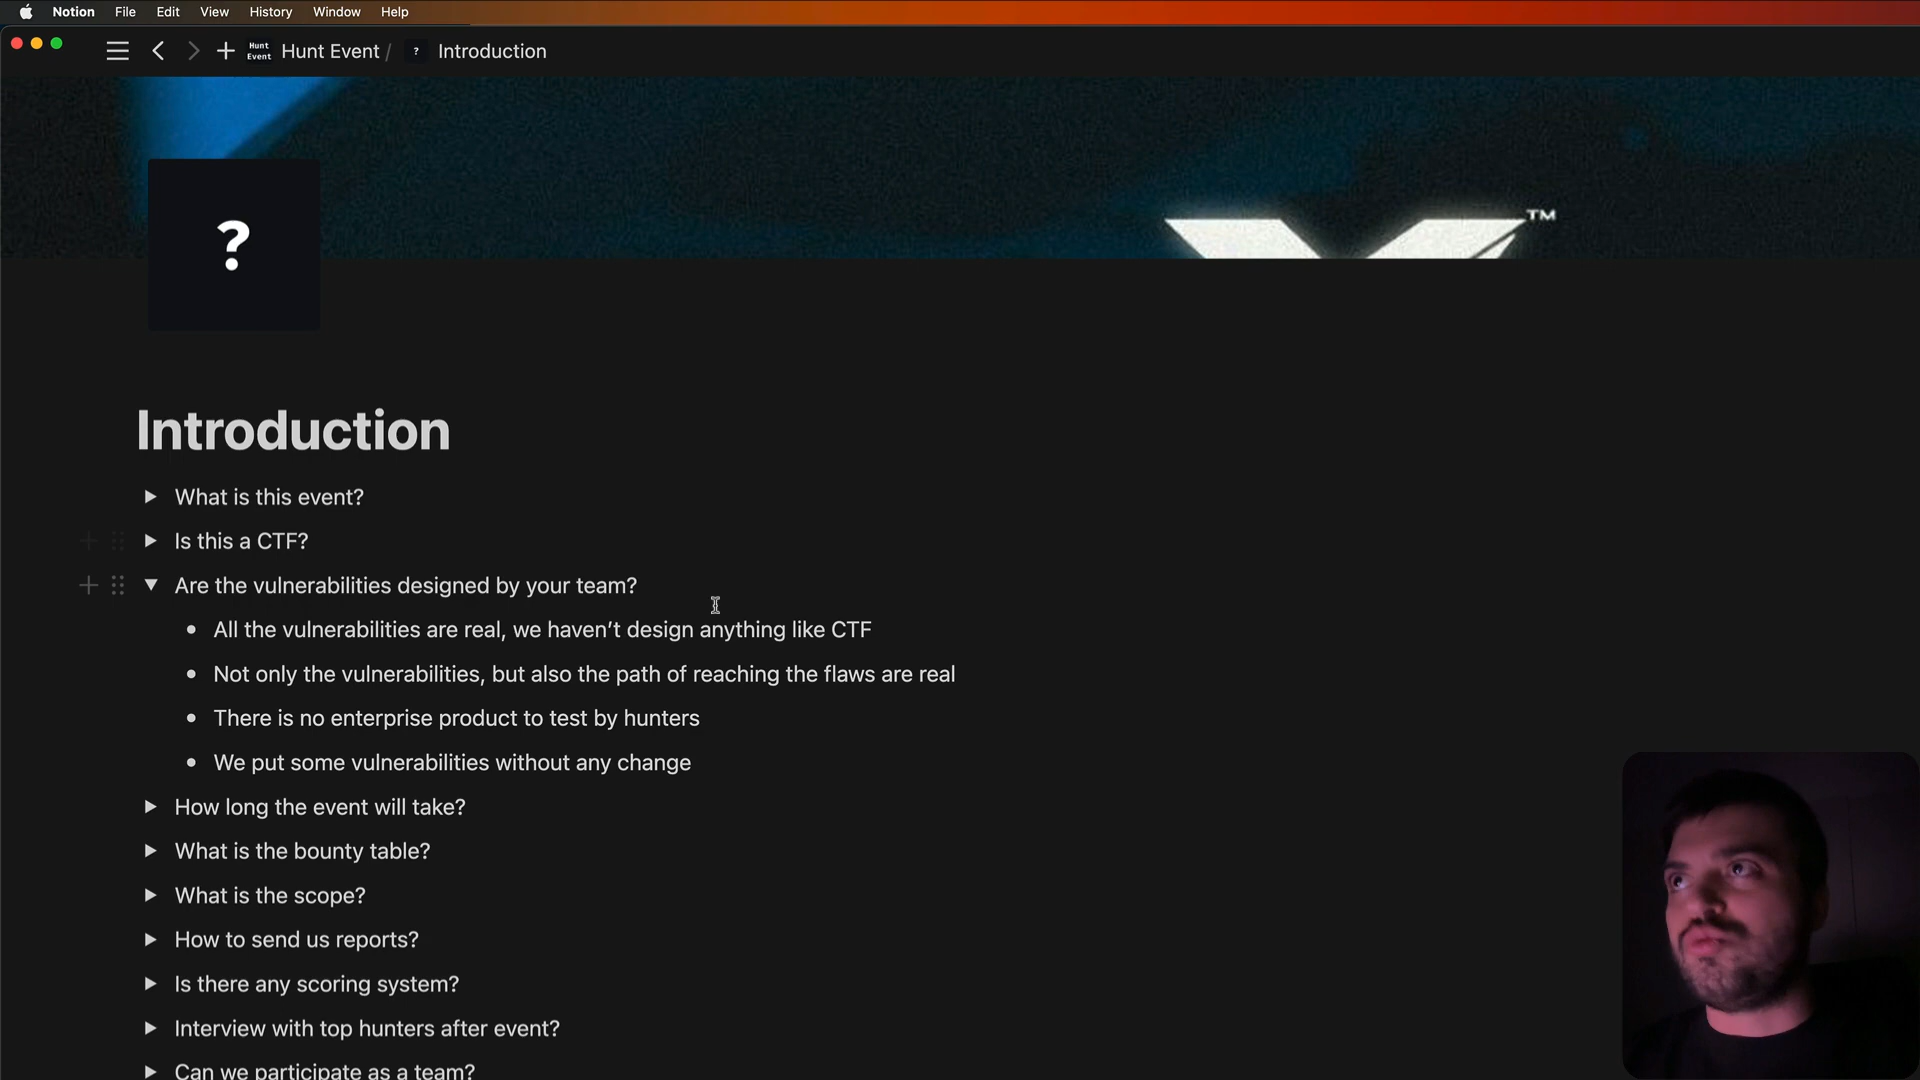 Notion File Edit View History Window Help
Hunt Event Hunt Event / ? Introduction
TM
?
Introduction
What is this event?
Is this a CTF?
Are the vulnerabilities designed by your team?
All the vulnerabilities are real, we haven’t design anything like CTF
Not only the vulnerabilities, but also the path of reaching the flaws are real
There is no enterprise product to test by hunters
We put some vulnerabilities without any change
How long the event will take?
What is the bounty table?
What is the scope?
How to send us reports?
Is there any scoring system?
Interview with top hunters after event?
Can we participate as a team?